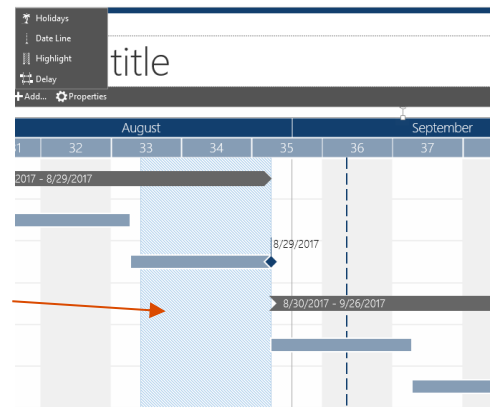 Holidays
Date Line
Highlight
Delay
title
Add... Properties
August September
32 33 34 35 36 37
2017 - 8/29/2017
8/29/2017
8/30/2017 - 9/26/2017